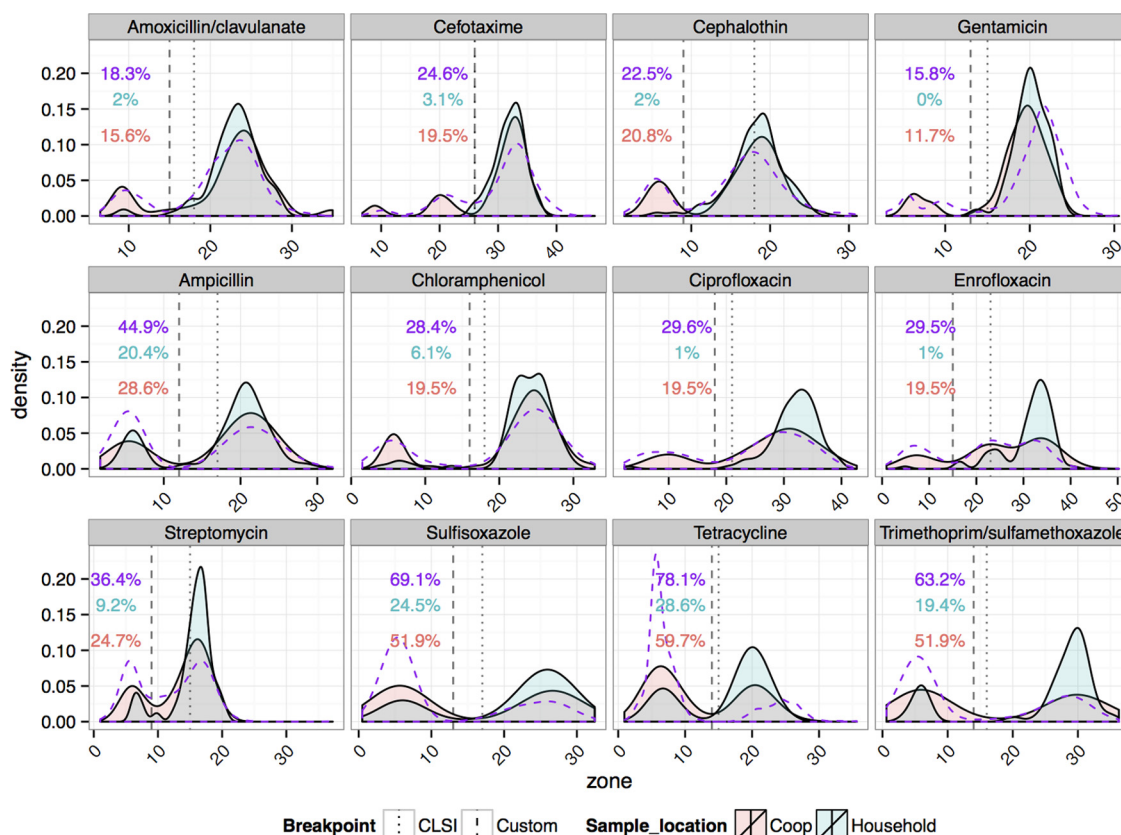 Amoxicillin/clavulanate Cefotaxime Cephalothin Gentamicin
0.20 18.3% 24.6% 22.5% 15.8%
0.15 2% 3.1% 2% 0%
0.10 15.6% 19.5% 20.8% 11.7%
0.05
0.00
10 20 30 10 20 30 40 10 20 30 10 20 30
Ampicillin Chloramphenicol Ciprofloxacin Enrofloxacin
0.20 44.9% 28.4% 29.6% 29.5%
0.15 20.4% 6.1% 1% 1%
0.10 28.6% 19.5% 19.5% 19.5%
0.05
0.00
density
10 20 30 10 20 30 10 20 30 40 0 10 20 30 40 50
Streptomycin Sulfisoxazole Tetracycline Trimethoprim/sulfamethoxazole
0.20 36.4% 69.1% 78.1% 63.2%
0.15 9.2% 24.5% 28.6% 19.4%
0.10 24.7% 51.9% 59.7% 51.9%
0.05
0.00
0 10 20 30 0 10 20 30 0 10 20 30 0 10 20 30
zone
Breakpoint CLSI Custom Sample_location Coop Household